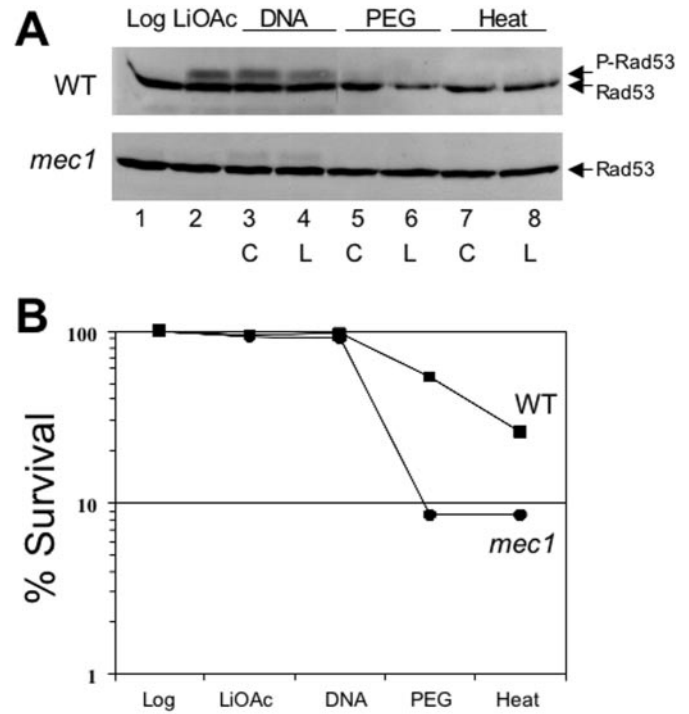 A
Log LiOAc DNA PEG Heat
WT
P-Rad53
Rad53
mec1
Rad53
1 2 3 4 5 6 7 8
C L C L C L
B
% Survival
100
10
1
WT
mec1
Log LiOAc DNA PEG Heat